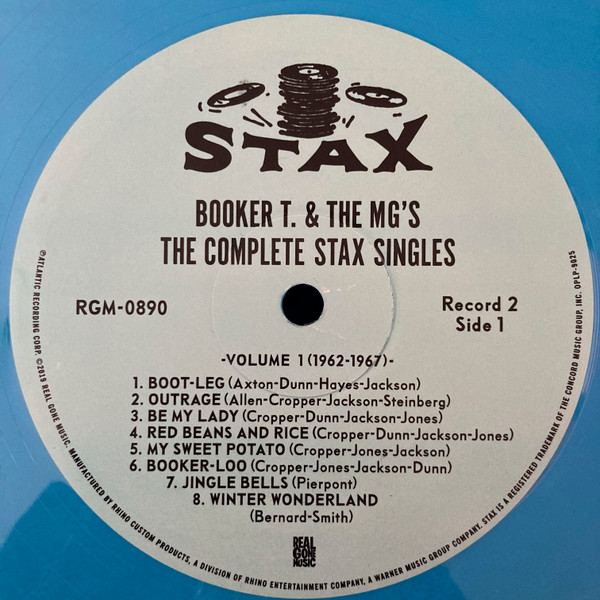 STAX
BOOKER T. & THE MG'S
THE COMPLETE STAX SINGLES
RGM-0890
Record 2
Side 1
-VOLUME 1 (1962-1967)-
1. BOOT-LEG (Axton-Dunn-Hayes-Jackson)
2. OUTRAGE (Allen-Cropper-Jackson-Steinberg)
3. BE MY LADY (Cropper-Dunn-Jackson-Jones)
4. RED BEANS AND RICE (Cropper-Dunn-Jackson-Jones)
5. MY SWEET POTATO (Cropper-Jones-Jackson)
6. BOOKER-LOO (Cropper-Jones-Jackson-Dunn)
7. JINGLE BELLS (Pierpont)
8. WINTER WONDERLAND
(Bernard-Smith)
REAL
GONE
MUSIC
℗ATLANTIC RECORDING CORP. ©2019 REAL GONE MUSIC. MANUFACTURED BY RHINO CUSTOM PRODUCTS, A DIVISION OF RHINO ENTERTAINMENT COMPANY, A WARNER MUSIC GROUP COMPANY. STAX IS A REGISTERED TRADEMARK OF THE CONCORD MUSIC GROUP, INC. OPLP-9025